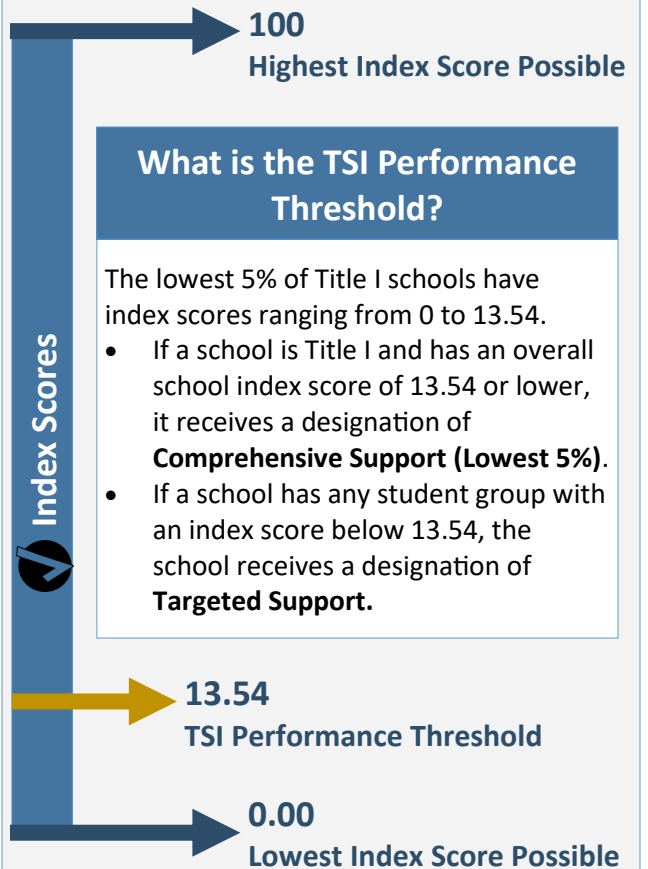 100
Highest Index Score Possible
What is the TSI Performance
Threshold?
The lowest 5% of Title I schools have
index scores ranging from 0 to 13.54.
• If a school is Title I and has an overall
school index score of 13.54 or lower,
it receives a designation of
Comprehensive Support (Lowest 5%).
• If a school has any student group with
an index score below 13.54, the
school receives a designation of
Targeted Support.
Index Scores
13.54
TSI Performance Threshold
0.00
Lowest Index Score Possible